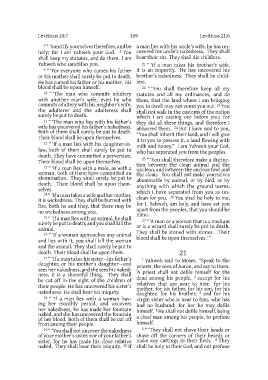 Leviticus 20:7
109
Leviticus 21:6
7 “‘Sanctify yourselves therefore, and be
holy; for I am Yahweh your God. 8 You
shall keep my statutes, and do them. I am
Yahweh who sanctifies you.
9 “‘For everyone who curses his father
or his mother shall surely be put to death.
He has cursed his father or his mother. His
blood shall be upon himself.
10 “‘The man who commits adultery
with another man’s wife, even he who
commits adultery with his neighbor’s wife,
the adulterer and the adulteress shall
surely be put to death.
11 “‘The man who lies with his father’s
wife has uncovered his father’s nakedness.
Both of them shall surely be put to death.
Their blood shall be upon themselves.
12 “‘If a man lies with his daughter-in-
law, both of them shall surely be put to
death. They have committed a perversion.
Their blood shall be upon themselves.
13 “‘If a man lies with a male, as with a
woman, both of them have committed an
abomination. They shall surely be put to
death. Their blood shall be upon them-
selves.
14 “‘If a man takes a wife and her mother,
it is wickedness. They shall be burned with
fire, both he and they, that there may be
no wickedness among you.
15 “‘If a man lies with an animal, he shall
surely be put to death; and you shall kill the
animal.
16 “‘If a woman approaches any animal
and lies with it, you shall kill the woman
and the animal. They shall surely be put to
death. Their blood shall be upon them.
17 “‘If a man takes his sister—his father’s
daughter, or his mother’s daughter—and
sees her nakedness, and she sees his naked-
ness, it is a shameful thing. They shall
be cut off in the sight of the children of
their people. He has uncovered his sister’s
nakedness. He shall bear his iniquity.
18 “‘If a man lies with a woman hav-
ing her monthly period, and uncovers
her nakedness, he has made her fountain
naked, and she has uncovered the fountain
of her blood. Both of them shall be cut off
from among their people.
19 “‘You shall not uncover the nakedness
of your mother’s sister, nor of your father’s
sister, for he has made his close relative
naked. They shall bear their iniquity. 20 If
a man lies with his uncle’s wife, he has un-
covered his uncle’s nakedness. They shall
bear their sin. They shall die childless.
21 “‘If a man takes his brother’s wife,
it is an impurity. He has uncovered his
brother’s nakedness. They shall be child-
less.
22 “‘You shall therefore keep all my
statutes and all my ordinances, and do
them, that the land where I am bringing
you to dwell may not vomit you out. 23 You
shall not walk in the customs of the nation
which I am casting out before you; for
they did all these things, and therefore I
abhorred them. 24 But I have said to you,
“You shall inherit their land, and I will give
it to you to possess it, a land flowing with
milk and honey.” I am Yahweh your God,
who has separated you from the peoples.
25 “‘You shall therefore make a distinc-
tion between the clean animal and the
unclean, and between the unclean fowl and
the clean. You shall not make yourselves
abominable by animal, or by bird, or by
anything with which the ground teems,
which I have separated from you as un-
clean for you. 26 You shall be holy to me,
for I, Yahweh, am holy, and have set you
apart from the peoples, that you should be
mine.
27 “‘A man or a woman that is a medium
or is a wizard shall surely be put to death.
They shall be stoned with stones. Their
blood shall be upon themselves.’”
21
1 Yahweh said to Moses, “Speak to the
priests, the sons of Aaron, and say to them,
‘A priest shall not defile himself for the
dead among his people, 2 except for his
relatives that are near to him: for his
mother, for his father, for his son, for his
daughter, for his brother, 3 and for his
virgin sister who is near to him, who has
had no husband; for her he may defile
himself. 4 He shall not defile himself, being
a chief man among his people, to profane
himself.
5 “‘They shall not shave their heads or
shave off the corners of their beards or
make any cuttings in their flesh. 6 They
shall be holy to their God, and not profane